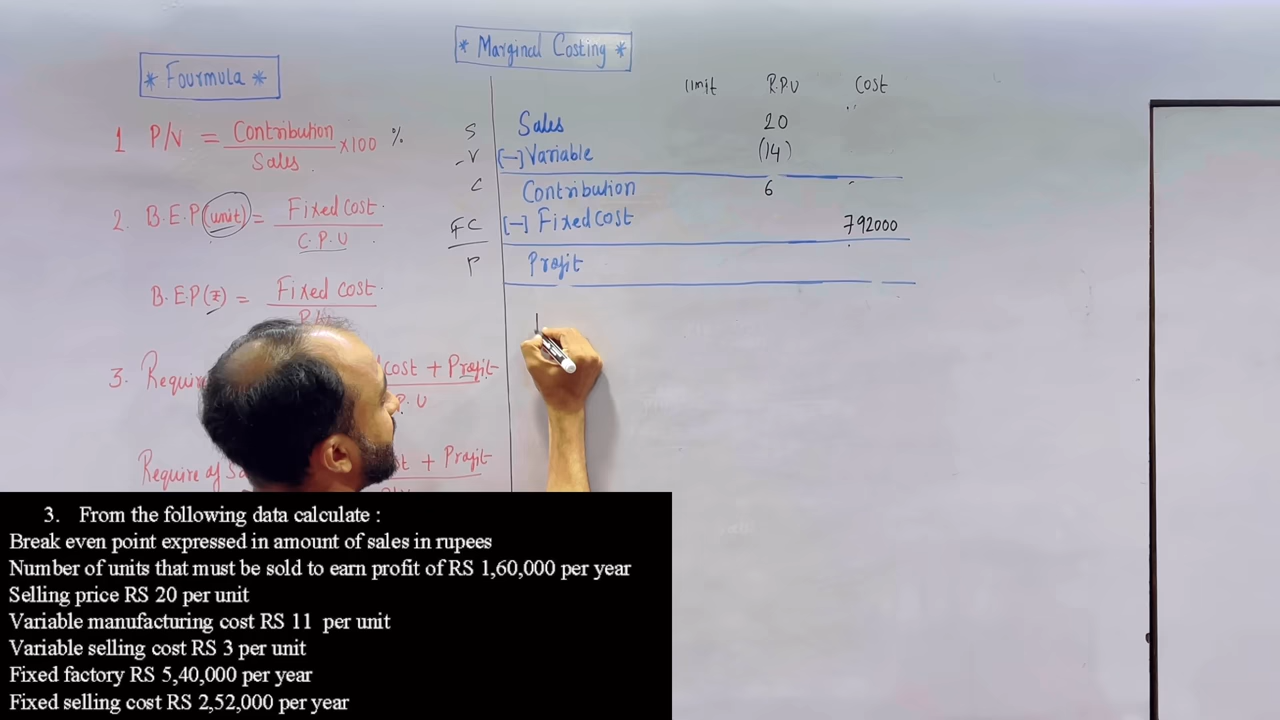 * Marginal Costing *
* Fourmula *
1 P/V = Contribution / Sales × 100 %
2. B.E.P (unit) = Fixed cost / C.P.U
B.E.P (₹) = Fixed cost
3. cost + Profit
P.U
+ Profit
Unit R.P.U Cost
S Sales 20
-V [-] Variable (14)
C Contribution 6
FC [-] Fixed cost 792000
P Profit
3. From the following data calculate :
Break even point expressed in amount of sales in rupees
Number of units that must be sold to earn profit of RS 1,60,000 per year
Selling price RS 20 per unit
Variable manufacturing cost RS 11 per unit
Variable selling cost RS 3 per unit
Fixed factory RS 5,40,000 per year
Fixed selling cost RS 2,52,000 per year